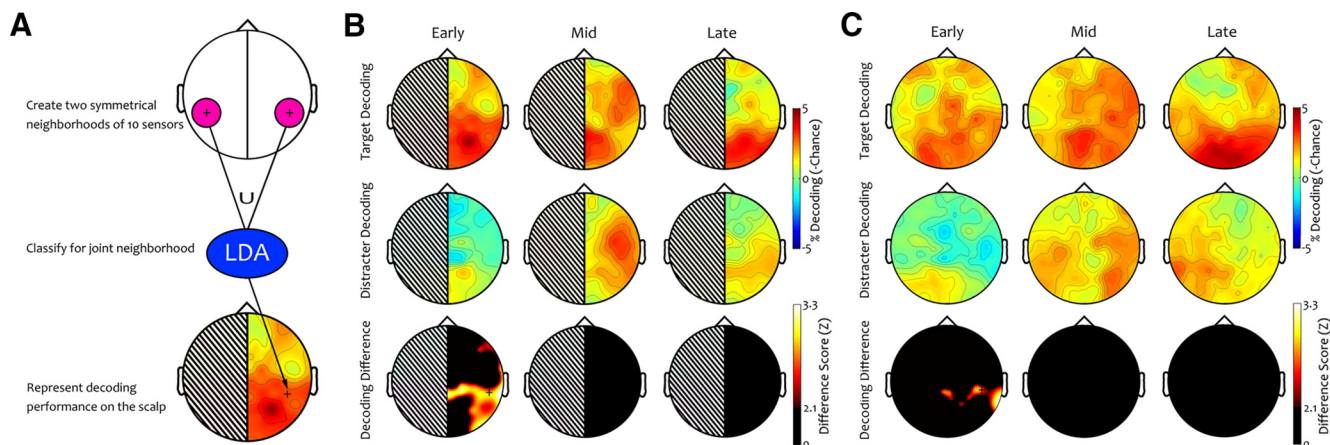 A
Create two symmetrical
neighborhoods of 10 sensors
∪
Classify for joint neighborhood
LDA
Represent decoding
performance on the scalp
B
Early
Mid
Late
Target Decoding
Distracter Decoding
Decoding Difference
5
0
-5
% Decoding (-Chance)
3.3
2.1
0
Difference Score (Z)
C
Early
Mid
Late
Target Decoding
Distracter Decoding
Decoding Difference
5
0
-5
% Decoding (-Chance)
3.3
2.1
0
Difference Score (Z)